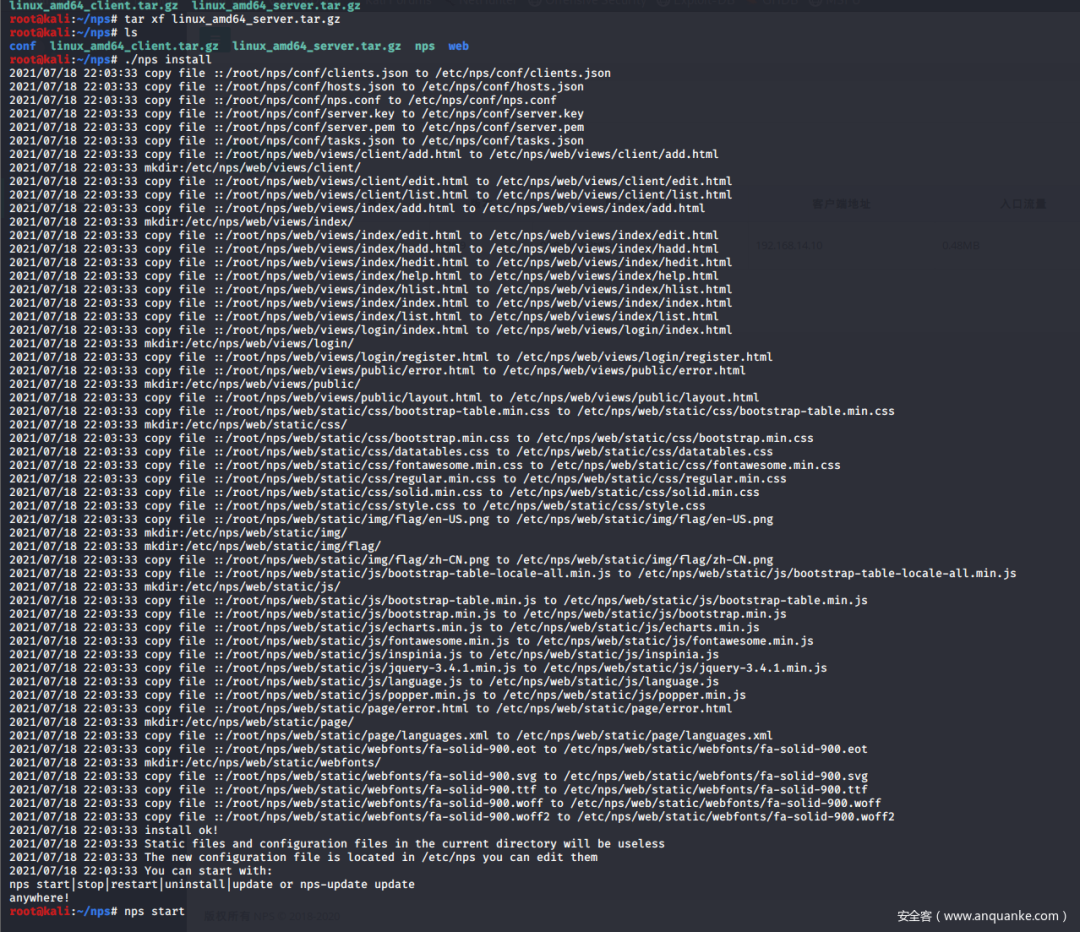 linux_amd64_client.tar.gz  linux_amd64_server.tar.gz
root@kali:~/nps# tar xf linux_amd64_server.tar.gz
root@kali:~/nps# ls
conf  linux_amd64_client.tar.gz  linux_amd64_server.tar.gz  nps  web
root@kali:~/nps# ./nps install
2021/07/18 22:03:33 copy file ::/root/nps/conf/clients.json to /etc/nps/conf/clients.json
2021/07/18 22:03:33 copy file ::/root/nps/conf/hosts.json to /etc/nps/conf/hosts.json
2021/07/18 22:03:33 copy file ::/root/nps/conf/nps.conf to /etc/nps/conf/nps.conf
2021/07/18 22:03:33 copy file ::/root/nps/conf/server.key to /etc/nps/conf/server.key
2021/07/18 22:03:33 copy file ::/root/nps/conf/server.pem to /etc/nps/conf/server.pem
2021/07/18 22:03:33 copy file ::/root/nps/conf/tasks.json to /etc/nps/conf/tasks.json
2021/07/18 22:03:33 copy file ::/root/nps/web/views/client/add.html to /etc/nps/web/views/client/add.html
2021/07/18 22:03:33 mkdir:/etc/nps/web/views/client/
2021/07/18 22:03:33 copy file ::/root/nps/web/views/client/edit.html to /etc/nps/web/views/client/edit.html
2021/07/18 22:03:33 copy file ::/root/nps/web/views/client/list.html to /etc/nps/web/views/client/list.html
2021/07/18 22:03:33 copy file ::/root/nps/web/views/index/add.html to /etc/nps/web/views/index/add.html
2021/07/18 22:03:33 mkdir:/etc/nps/web/views/index/
2021/07/18 22:03:33 copy file ::/root/nps/web/views/index/edit.html to /etc/nps/web/views/index/edit.html
2021/07/18 22:03:33 copy file ::/root/nps/web/views/index/hadd.html to /etc/nps/web/views/index/hadd.html
2021/07/18 22:03:33 copy file ::/root/nps/web/views/index/hedit.html to /etc/nps/web/views/index/hedit.html
2021/07/18 22:03:33 copy file ::/root/nps/web/views/index/help.html to /etc/nps/web/views/index/help.html
2021/07/18 22:03:33 copy file ::/root/nps/web/views/index/hlist.html to /etc/nps/web/views/index/hlist.html
2021/07/18 22:03:33 copy file ::/root/nps/web/views/index/index.html to /etc/nps/web/views/index/index.html
2021/07/18 22:03:33 copy file ::/root/nps/web/views/index/list.html to /etc/nps/web/views/index/list.html
2021/07/18 22:03:33 copy file ::/root/nps/web/views/login/index.html to /etc/nps/web/views/login/index.html
2021/07/18 22:03:33 mkdir:/etc/nps/web/views/login/
2021/07/18 22:03:33 copy file ::/root/nps/web/views/login/register.html to /etc/nps/web/views/login/register.html
2021/07/18 22:03:33 copy file ::/root/nps/web/views/public/error.html to /etc/nps/web/views/public/error.html
2021/07/18 22:03:33 mkdir:/etc/nps/web/views/public/
2021/07/18 22:03:33 copy file ::/root/nps/web/views/public/layout.html to /etc/nps/web/views/public/layout.html
2021/07/18 22:03:33 copy file ::/root/nps/web/static/css/bootstrap-table.min.css to /etc/nps/web/static/css/bootstrap-table.min.css
2021/07/18 22:03:33 mkdir:/etc/nps/web/static/css/
2021/07/18 22:03:33 copy file ::/root/nps/web/static/css/bootstrap.min.css to /etc/nps/web/static/css/bootstrap.min.css
2021/07/18 22:03:33 copy file ::/root/nps/web/static/css/datatables.css to /etc/nps/web/static/css/datatables.css
2021/07/18 22:03:33 copy file ::/root/nps/web/static/css/fontawesome.min.css to /etc/nps/web/static/css/fontawesome.min.css
2021/07/18 22:03:33 copy file ::/root/nps/web/static/css/regular.min.css to /etc/nps/web/static/css/regular.min.css
2021/07/18 22:03:33 copy file ::/root/nps/web/static/css/solid.min.css to /etc/nps/web/static/css/solid.min.css
2021/07/18 22:03:33 copy file ::/root/nps/web/static/css/style.css to /etc/nps/web/static/css/style.css
2021/07/18 22:03:33 copy file ::/root/nps/web/static/img/flag/en-US.png to /etc/nps/web/static/img/flag/en-US.png
2021/07/18 22:03:33 mkdir:/etc/nps/web/static/img/
2021/07/18 22:03:33 mkdir:/etc/nps/web/static/img/flag/
2021/07/18 22:03:33 copy file ::/root/nps/web/static/img/flag/zh-CN.png to /etc/nps/web/static/img/flag/zh-CN.png
2021/07/18 22:03:33 copy file ::/root/nps/web/static/js/bootstrap-table-locale-all.min.js to /etc/nps/web/static/js/bootstrap-table-locale-all.min.js
2021/07/18 22:03:33 mkdir:/etc/nps/web/static/js/
2021/07/18 22:03:33 copy file ::/root/nps/web/static/js/bootstrap-table.min.js to /etc/nps/web/static/js/bootstrap-table.min.js
2021/07/18 22:03:33 copy file ::/root/nps/web/static/js/bootstrap.min.js to /etc/nps/web/static/js/bootstrap.min.js
2021/07/18 22:03:33 copy file ::/root/nps/web/static/js/echarts.min.js to /etc/nps/web/static/js/echarts.min.js
2021/07/18 22:03:33 copy file ::/root/nps/web/static/js/fontawesome.min.js to /etc/nps/web/static/js/fontawesome.min.js
2021/07/18 22:03:33 copy file ::/root/nps/web/static/js/inspinia.js to /etc/nps/web/static/js/inspinia.js
2021/07/18 22:03:33 copy file ::/root/nps/web/static/js/jquery-3.4.1.min.js to /etc/nps/web/static/js/jquery-3.4.1.min.js
2021/07/18 22:03:33 copy file ::/root/nps/web/static/js/language.js to /etc/nps/web/static/js/language.js
2021/07/18 22:03:33 copy file ::/root/nps/web/static/js/popper.min.js to /etc/nps/web/static/js/popper.min.js
2021/07/18 22:03:33 copy file ::/root/nps/web/static/page/error.html to /etc/nps/web/static/page/error.html
2021/07/18 22:03:33 mkdir:/etc/nps/web/static/page/
2021/07/18 22:03:33 copy file ::/root/nps/web/static/page/languages.xml to /etc/nps/web/static/page/languages.xml
2021/07/18 22:03:33 copy file ::/root/nps/web/static/webfonts/fa-solid-900.eot to /etc/nps/web/static/webfonts/fa-solid-900.eot
2021/07/18 22:03:33 mkdir:/etc/nps/web/static/webfonts/
2021/07/18 22:03:33 copy file ::/root/nps/web/static/webfonts/fa-solid-900.svg to /etc/nps/web/static/webfonts/fa-solid-900.svg
2021/07/18 22:03:33 copy file ::/root/nps/web/static/webfonts/fa-solid-900.ttf to /etc/nps/web/static/webfonts/fa-solid-900.ttf
2021/07/18 22:03:33 copy file ::/root/nps/web/static/webfonts/fa-solid-900.woff to /etc/nps/web/static/webfonts/fa-solid-900.woff
2021/07/18 22:03:33 copy file ::/root/nps/web/static/webfonts/fa-solid-900.woff2 to /etc/nps/web/static/webfonts/fa-solid-900.woff2
2021/07/18 22:03:33 install ok!
2021/07/18 22:03:33 Static files and configuration files in the current directory will be useless
2021/07/18 22:03:33 The new configuration file is located in /etc/nps you can edit them
2021/07/18 22:03:33 You can start with:
nps start|stop|restart|uninstall|update or nps-update update
anywhere!
root@kali:~/nps# nps start
安全客（www.anquanke.com）